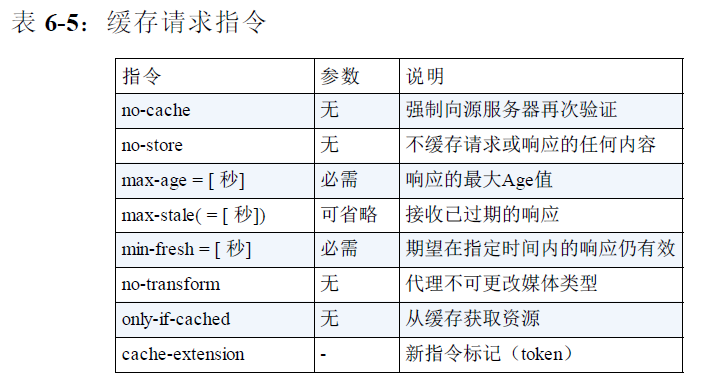 表 6-5：缓存请求指令
指令 参数 说明
no-cache 无 强制向源服务器再次验证
no-store 无 不缓存请求或响应的任何内容
max-age = [ 秒] 必需 响应的最大Age值
max-stale( = [ 秒]) 可省略 接收已过期的响应
min-fresh = [ 秒] 必需 期望在指定时间内的响应仍有效
no-transform 无 代理不可更改媒体类型
only-if-cached 无 从缓存获取资源
cache-extension - 新指令标记（token）